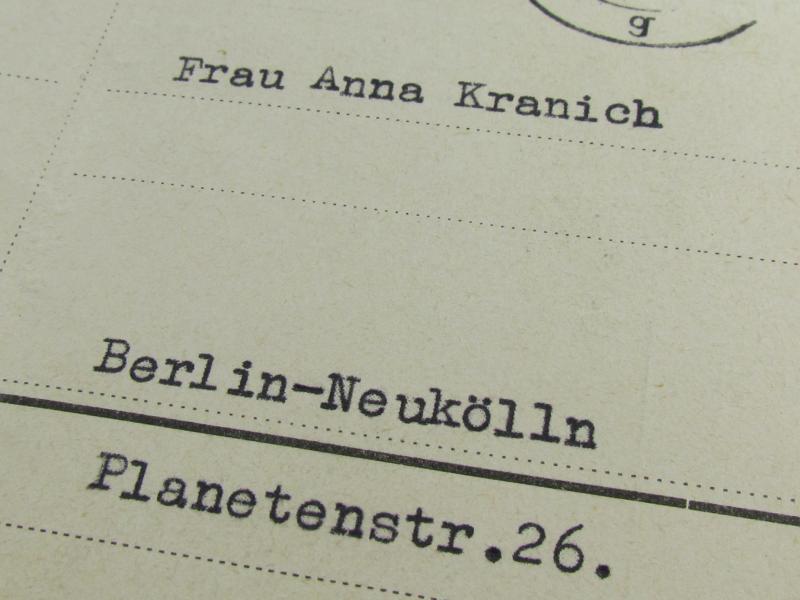 g
Frau Anna Kranich
Berlin-Neukölln
Planetenstr.26.